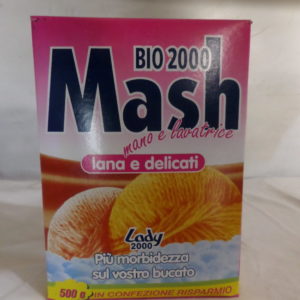 BIO 2000
Mash
mano e lavatrice
lana e delicati
Lady
2000
Più morbidezza
sul vostro bucato
500 g IN CONFEZIONE RISPARMIO